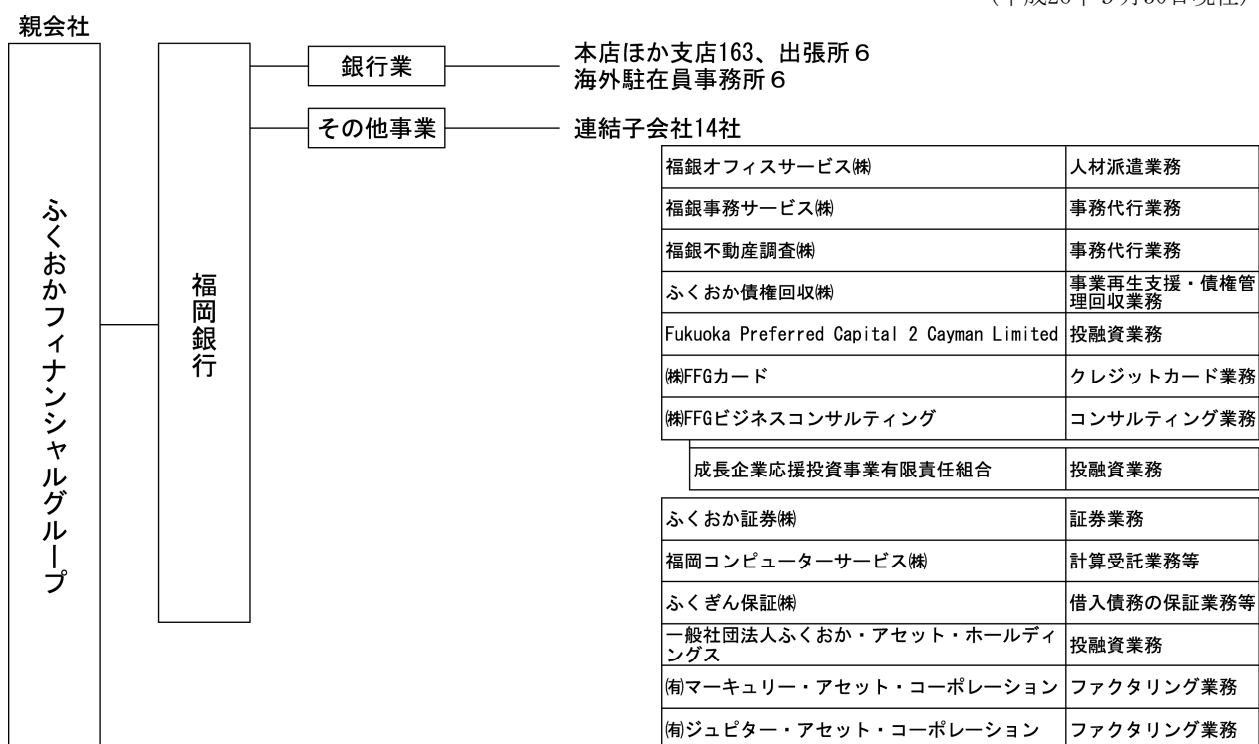 親会社
ふくおかフィナンシャルグループ
福岡銀行
銀行業
本店ほか支店163、出張所６
海外駐在員事務所６
その他事業
連結子会社14社
福銀オフィスサービス㈱ 人材派遣業務
福銀事務サービス㈱ 事務代行業務
福銀不動産調査㈱ 事務代行業務
ふくおか債権回収㈱ 事業再生支援・債権管
理回収業務
Fukuoka Preferred Capital 2 Cayman Limited 投融資業務
㈱FFGカード クレジットカード業務
㈱FFGビジネスコンサルティング コンサルティング業務
成長企業応援投資事業有限責任組合 投融資業務
ふくおか証券㈱ 証券業務
福岡コンピューターサービス㈱ 計算受託業務等
ふくぎん保証㈱ 借入債務の保証業務等
一般社団法人ふくおか・アセット・ホールディ
ングス 投融資業務
㈲マーキュリー・アセット・コーポレーション ファクタリング業務
㈲ジュピター・アセット・コーポレーション ファクタリング業務